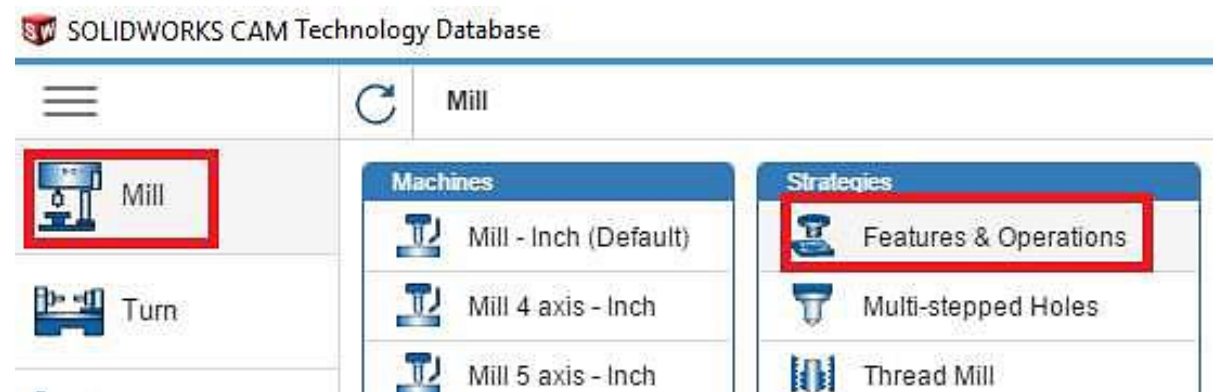 SW SOLIDWORKS CAM Technology Database
Mill
Mill
Turn
Machines
Mill - Inch (Default)
Mill 4 axis - Inch
Mill 5 axis - Inch
Strategies
Features & Operations
Multi-stepped Holes
Thread Mill